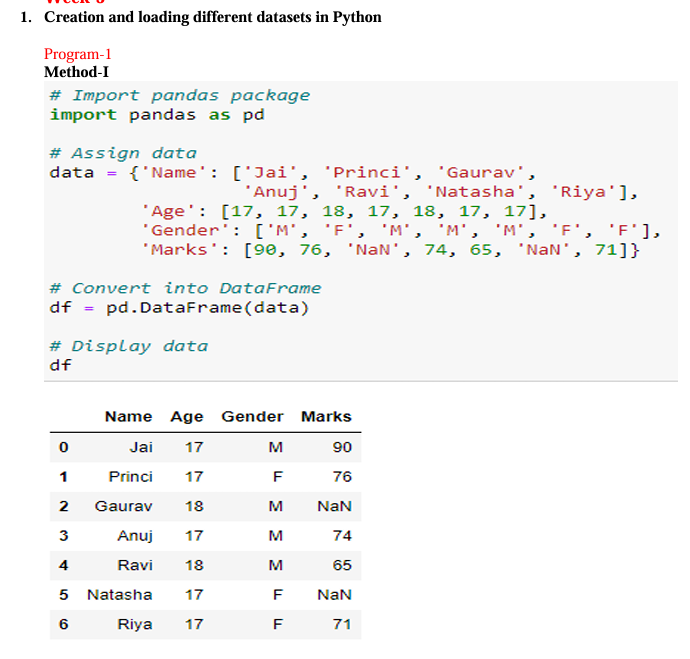 1. Creation and loading different datasets in Python
Program-1
Method-I
# Import pandas package
import pandas as pd
# Assign data
data = {'Name': ['Jai', 'Princi', 'Gaurav',
'Anuj', 'Ravi', 'Natasha', 'Riya'],
'Age': [17, 17, 18, 17, 18, 17, 17],
'Gender': ['M', 'F', 'M', 'M', 'M', 'F', 'F'],
'Marks': [90, 76, 'NaN', 74, 65, 'NaN', 71]}
# Convert into DataFrame
df = pd.DataFrame(data)
# Display data
df
Name Age Gender Marks
0 Jai 17 M 90
1 Princi 17 F 76
2 Gaurav 18 M NaN
3 Anuj 17 M 74
4 Ravi 18 M 65
5 Natasha 17 F NaN
6 Riya 17 F 71